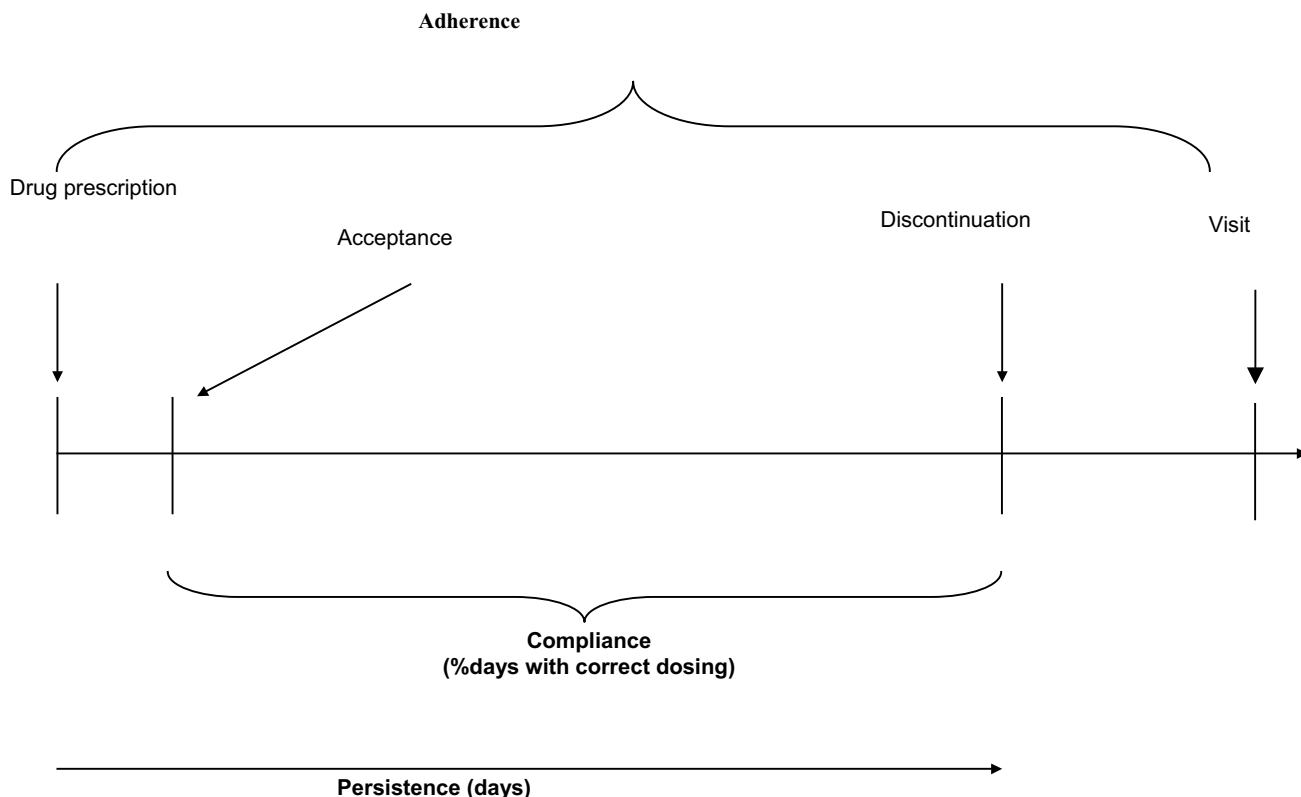 Adherence
Drug prescription
Acceptance
Discontinuation
Visit
Compliance
(%days with correct dosing)
Persistence (days)